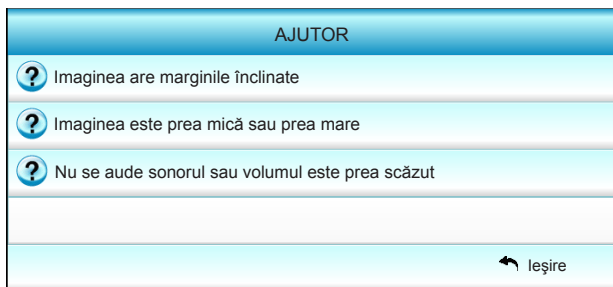 AJUTOR
Imaginea are marginile înclinate
Imaginea este prea mică sau prea mare
Nu se aude sonorul sau volumul este prea scăzut
Ieşire